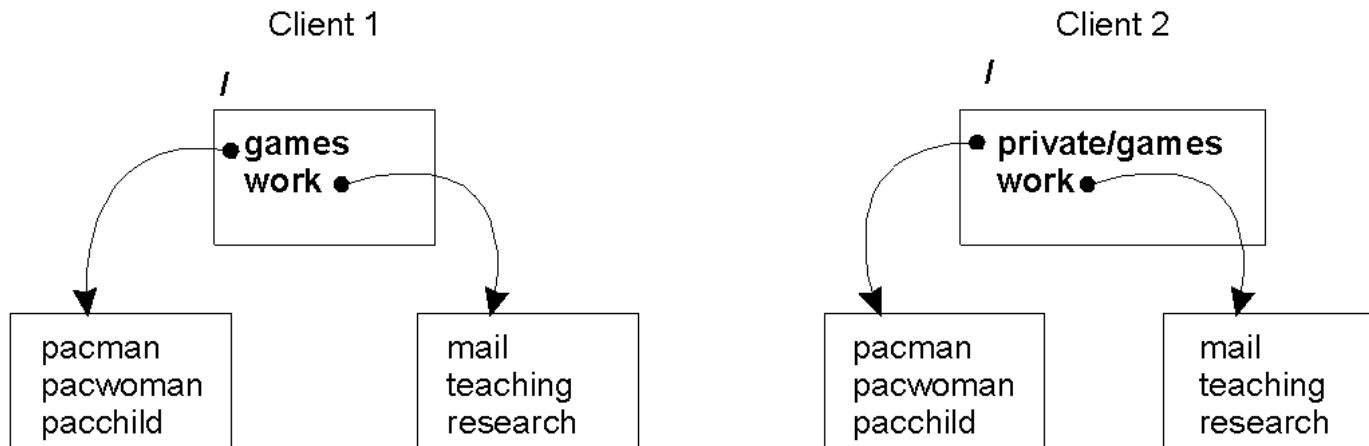 Client 1
/
games
work
pacman
pacwoman
pacchild
mail
teaching
research
Client 2
/
private/games
work
pacman
pacwoman
pacchild
mail
teaching
research